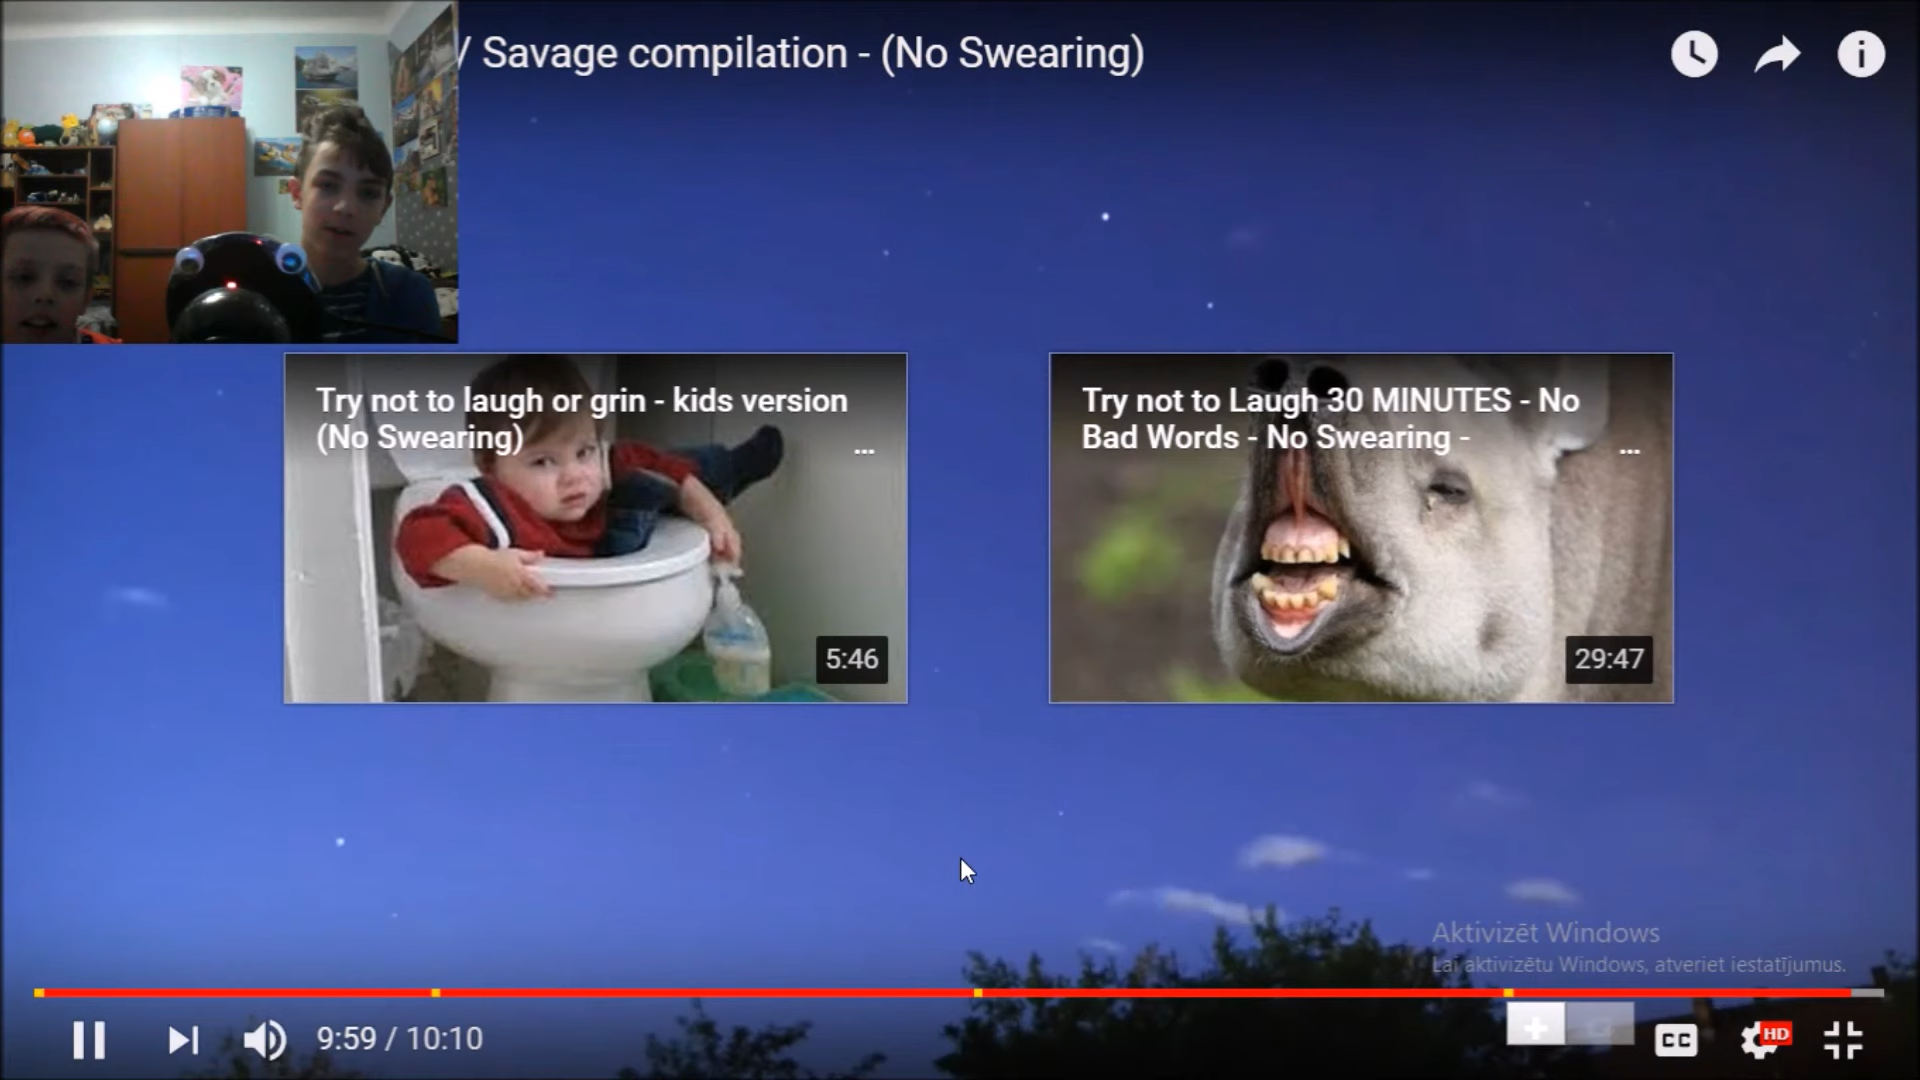 / Savage compilation - (No Swearing)
Try not to laugh or grin - kids version
(No Swearing)
...
5:46
Try not to Laugh 30 MINUTES - No
Bad Words - No Swearing -
...
29:47
Aktivizēt Windows
Lai aktivizētu Windows, atveriet iestatījumus.
9:59 / 10:10
CC
HD